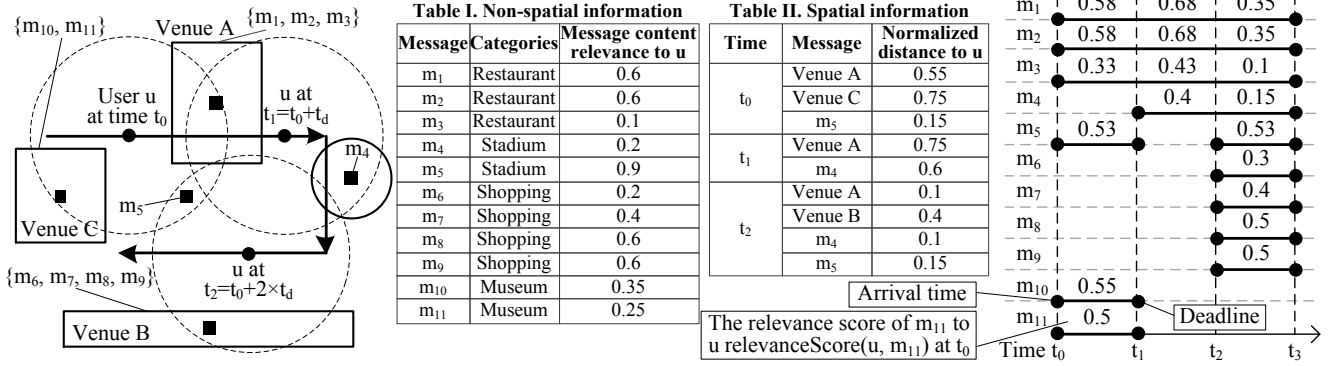 {m10, m11}
{m1, m2, m3}
Venue A
User u
at time t0
u at
t1=t0+td
m4
m5
Venue C
{m6, m7, m8, m9}
u at
t2=t0+2×td
Venue B
Table I. Non-spatial information
Message Categories Message content relevance to u
m1 Restaurant 0.6
m2 Restaurant 0.6
m3 Restaurant 0.1
m4 Stadium 0.2
m5 Stadium 0.9
m6 Shopping 0.2
m7 Shopping 0.4
m8 Shopping 0.6
m9 Shopping 0.6
m10 Museum 0.35
m11 Museum 0.25
Table II. Spatial information
Time Message Normalized distance to u
t0 Venue A 0.55
Venue C 0.75
m5 0.15
t1 Venue A 0.75
m4 0.6
t2 Venue A 0.1
Venue B 0.4
m4 0.1
m5 0.15
m1 0.58 0.68 0.35
m2 0.58 0.68 0.35
m3 0.33 0.43 0.1
m4 0.4 0.15
m5 0.53 0.53
m6 0.3
m7 0.4
m8 0.5
m9 0.5
m10 0.55
m11 0.5
Arrival time
Deadline
The relevance score of m11 to
u relevanceScore(u, m11) at t0
Time t0 t1 t2 t3